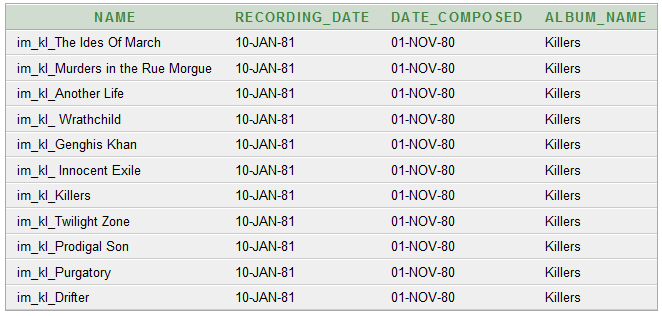 NAME RECORDING_DATE DATE_COMPOSED ALBUM_NAME
im_kl_The Ides Of March 10-JAN-81 01-NOV-80 Killers
im_kl_Murders in the Rue Morgue 10-JAN-81 01-NOV-80 Killers
im_kl_Another Life 10-JAN-81 01-NOV-80 Killers
im_kl_ Wrathchild 10-JAN-81 01-NOV-80 Killers
im_kl_Genghis Khan 10-JAN-81 01-NOV-80 Killers
im_kl_ Innocent Exile 10-JAN-81 01-NOV-80 Killers
im_kl_Killers 10-JAN-81 01-NOV-80 Killers
im_kl_Twilight Zone 10-JAN-81 01-NOV-80 Killers
im_kl_Prodigal Son 10-JAN-81 01-NOV-80 Killers
im_kl_Purgatory 10-JAN-81 01-NOV-80 Killers
im_kl_Drifter 10-JAN-81 01-NOV-80 Killers